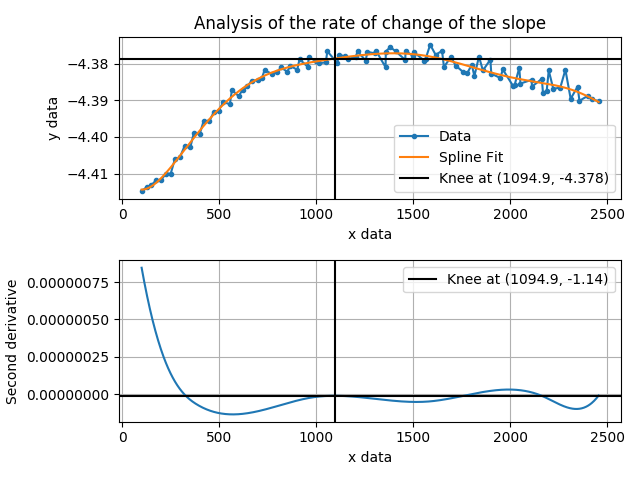 Analysis of the rate of change of the slope
−4.38
−4.39
−4.40
−4.41
y data
Data
Spline Fit
Knee at (1094.9, -4.378)
0 500 1000 1500 2000 2500
x data
Knee at (1094.9, -1.14)
0.00000075
0.00000050
0.00000025
0.00000000
Second derivative
0 500 1000 1500 2000 2500
x data